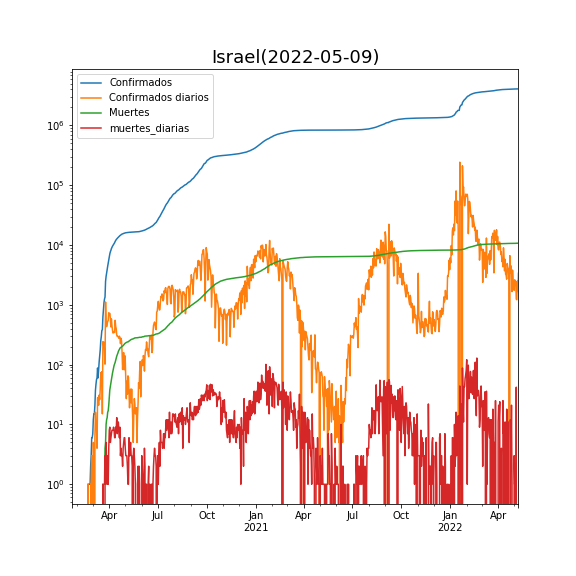 Israel(2022-05-09)
Confirmados
Confirmados diarios
Muertes
muertes_diarias
10⁶
10⁵
10⁴
10³
10²
10¹
10⁰
Apr Jul Oct Jan Apr Jul Oct Jan Apr
2021 2022